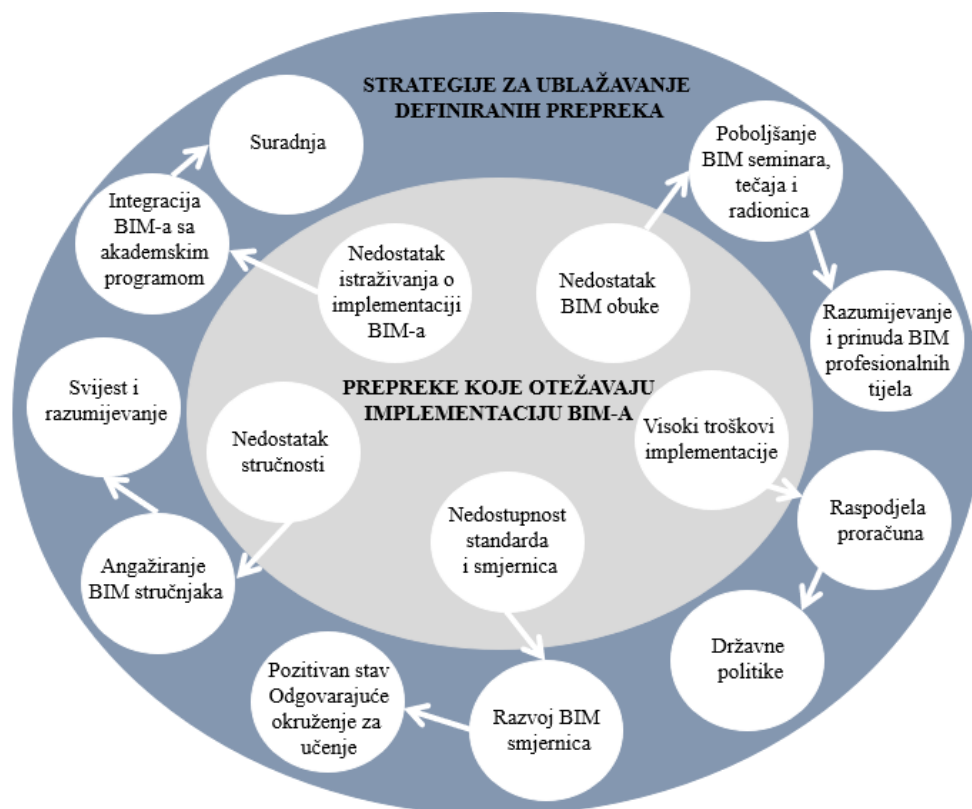 STRATEGIJE ZA UBLAŽAVANJE
DEFINIRANIH PREPREKA
Suradnja
Poboljšanje
BIM seminara,
tečaja i
radionica
Integracija
BIM-a sa
akademskim
programom
Nedostatak
istraživanja o
implementaciji
BIM-a
Nedostatak
BIM obuke
Razumijevanje
i prinuda BIM
profesionalnih
tijela
PREPREKE KOJE OTEŽAVAJU
IMPLEMENTACIJU BIM-A
Svijest i
razumijevanje
Nedostatak
stručnosti
Visoki troškovi
implementacije
Nedostupnost
standarda
i smjernica
Raspodjela
proračuna
Angažiranje
BIM stručnjaka
Državne
politike
Pozitivan stav
Odgovarajuće
okruženje za
učenje
Razvoj BIM
smjernica